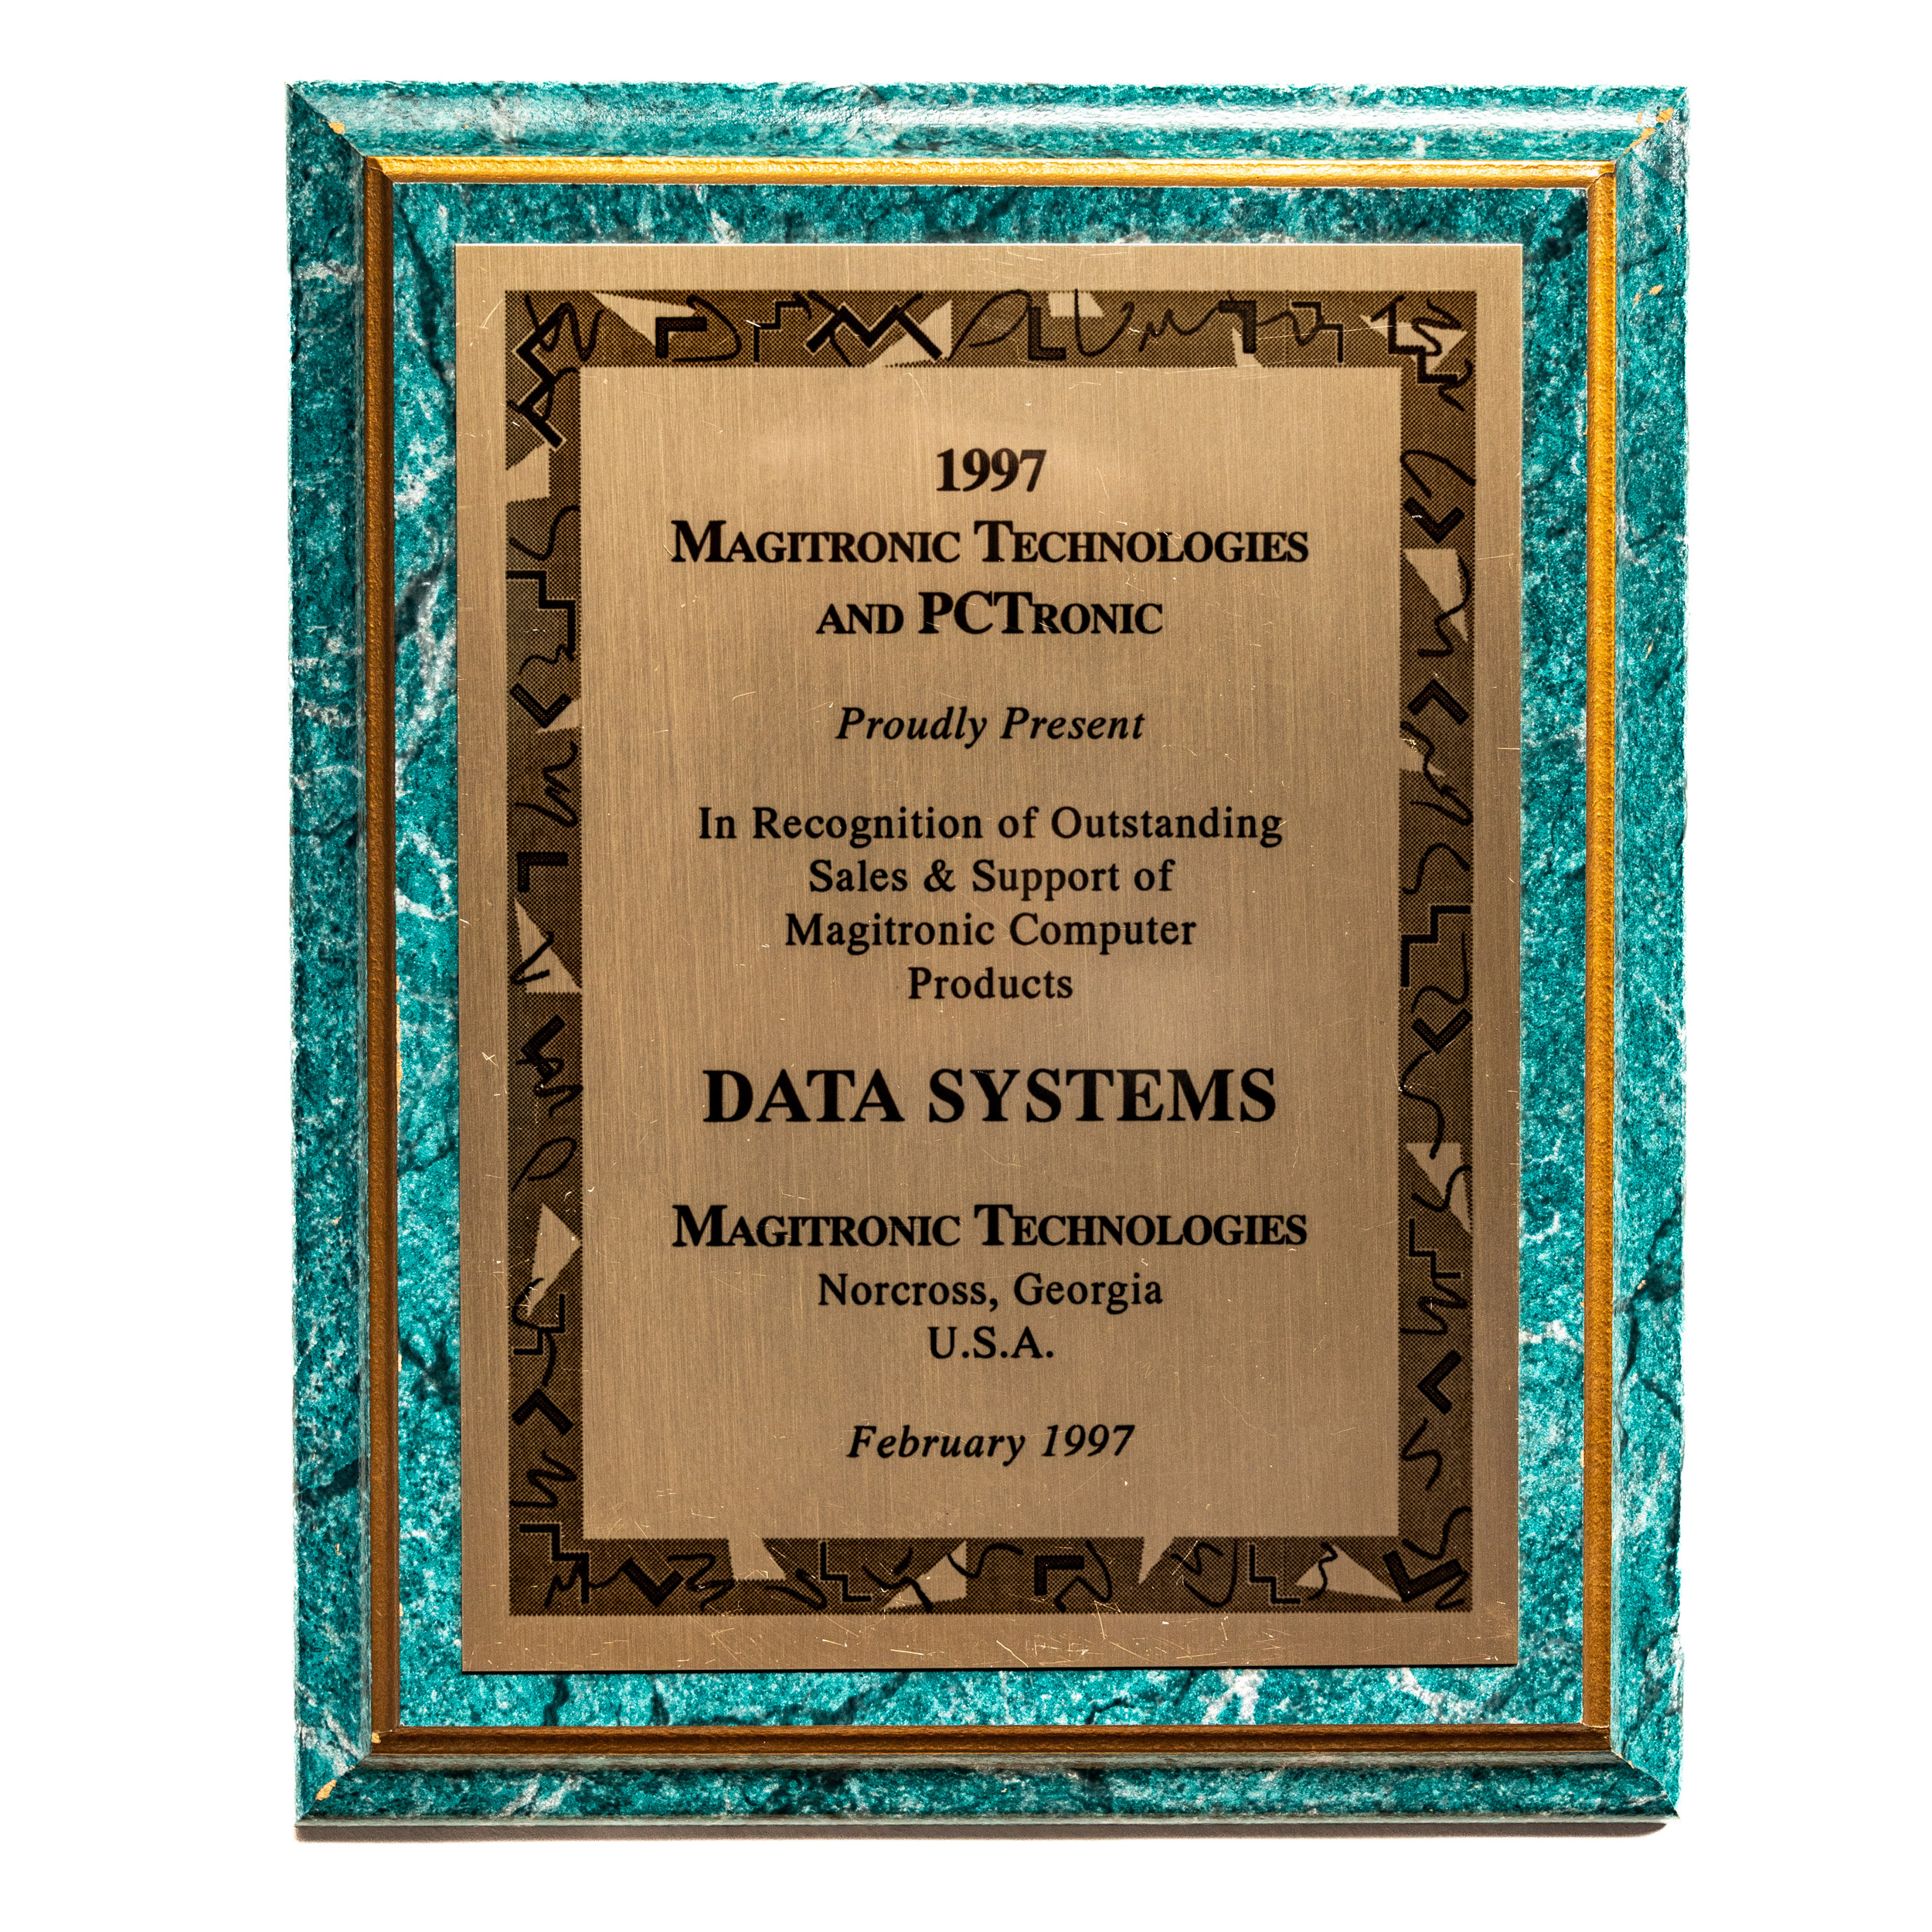 1997
MAGITRONIC TECHNOLOGIES
AND PCTRONIC
Proudly Present
In Recognition of Outstanding
Sales & Support of
Magitronic Computer
Products
DATA SYSTEMS
MAGITRONIC TECHNOLOGIES
Norcross, Georgia
U.S.A.
February 1997